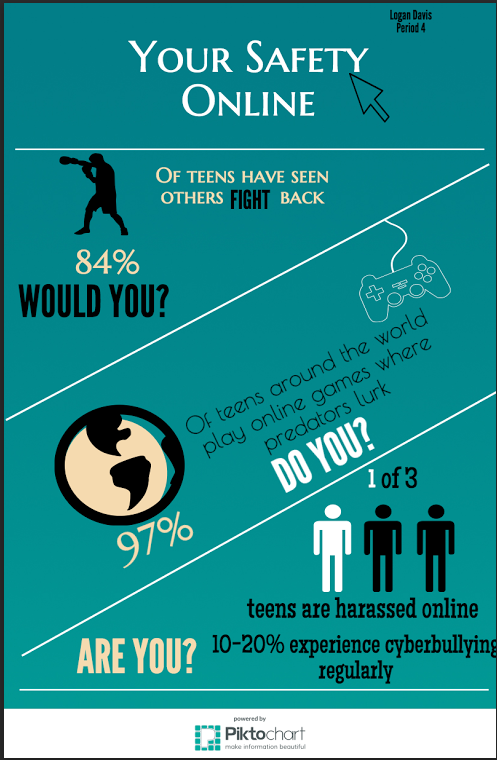 Logan Davis
Period 4
Your Safety
Online
Of teens have seen
others FIGHT back
84%
WOULD YOU?
Of teens around the world
play online games where
predators lurk
DO YOU?
97%
1 of 3
teens are harassed online
ARE YOU?
10-20% experience cyberbullying
regularly
powered by
Piktochart
make information beautiful